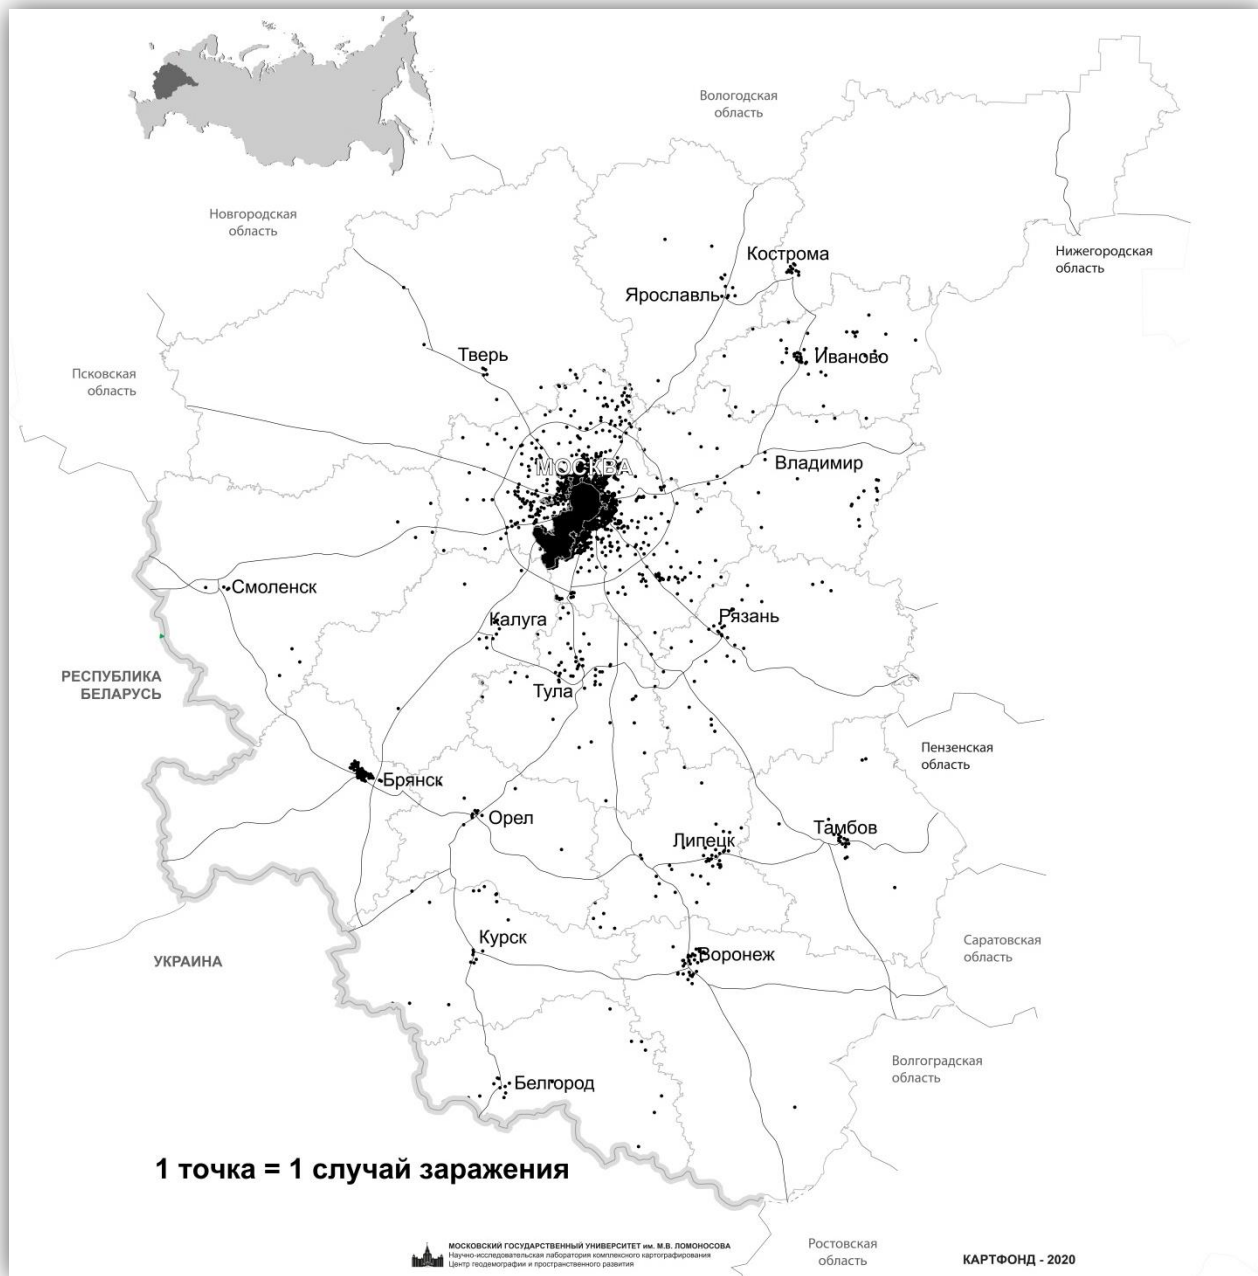 Вологодская
область
Новгородская
область
Нижегородская
область
Кострома
Ярославль
Тверь
Иваново
Псковская
область
МОСКВА
Владимир
Смоленск
Калуга
Рязань
РЕСПУБЛИКА
БЕЛАРУСЬ
Тула
Пензенская
область
Брянск
Орел
Тамбов
Липецк
Курск
Воронеж
Саратовская
область
УКРАИНА
Волгоградская
область
Белгород
1 точка = 1 случай заражения
МОСКОВСКИЙ ГОСУДАРСТВЕННЫЙ УНИВЕРСИТЕТ им. М.В. ЛОМОНОСОВА
Научно-исследовательская лаборатория комплексного картографирования
Центр геодемографии и пространственного развития
Ростовская
область
КАРТФОНД - 2020